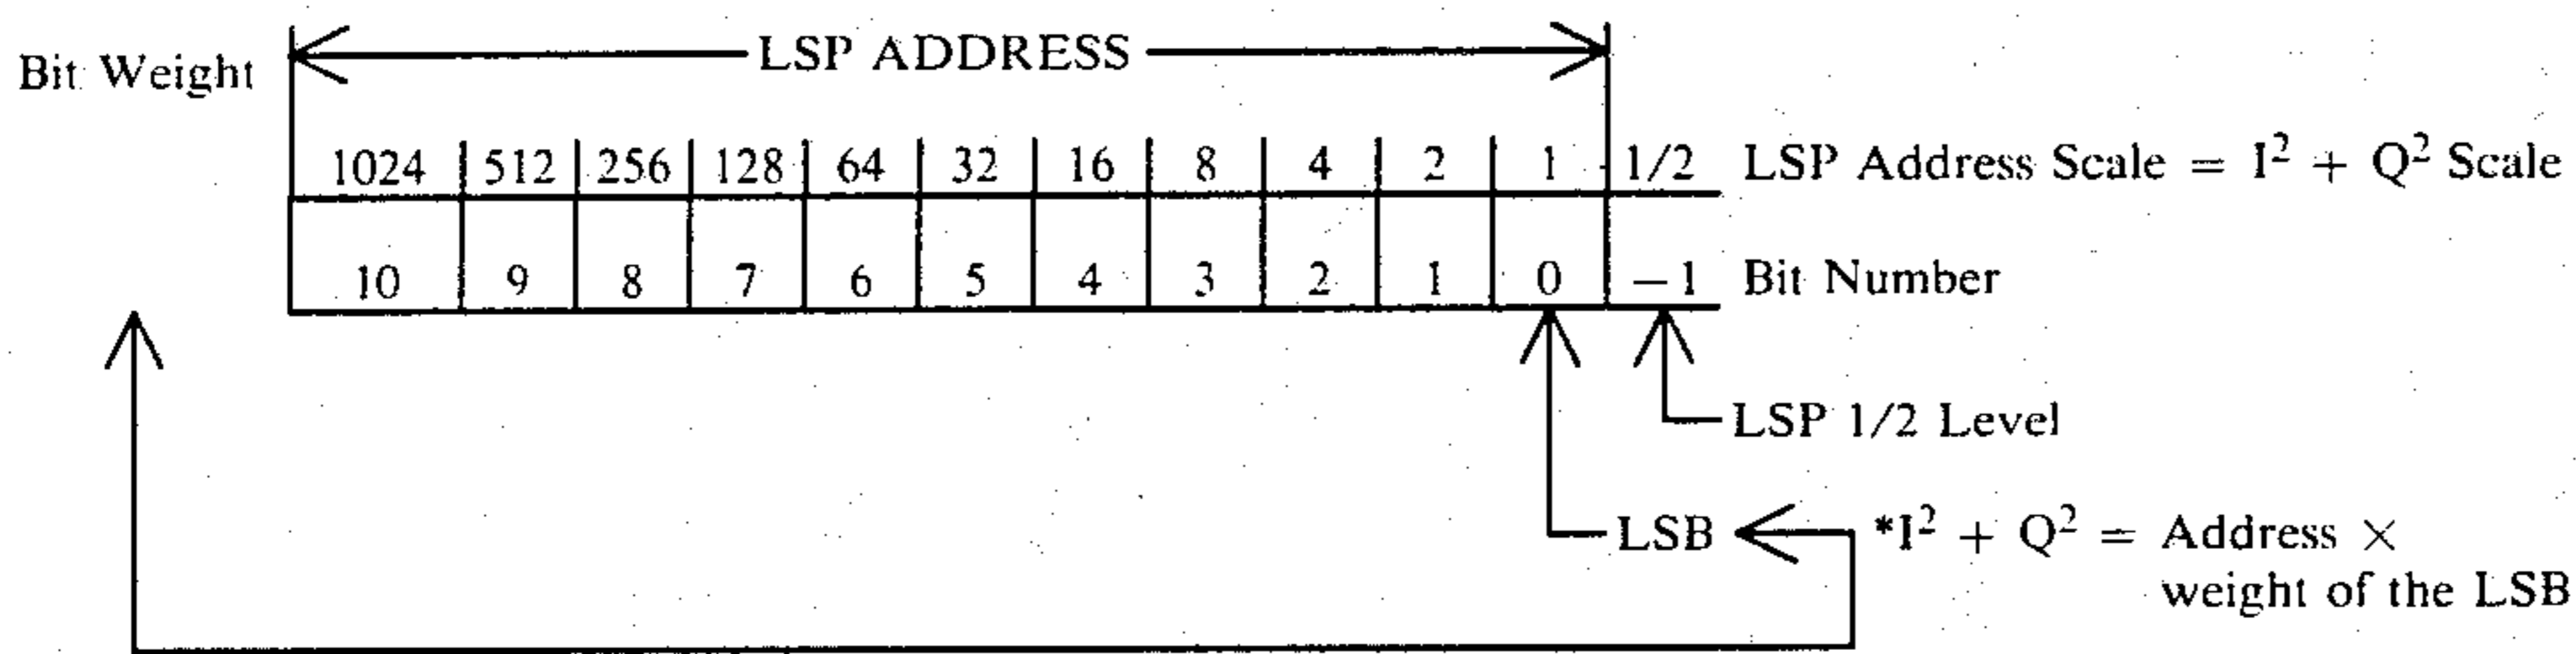 Bit Weight
LSP ADDRESS
1024 512 256 128 64 32 16 8 4 2 1 1/2 LSP Address Scale = I² + Q² Scale
10 9 8 7 6 5 4 3 2 1 0 −1 Bit Number
LSP 1/2 Level
LSB *I² + Q² = Address ×
weight of the LSB